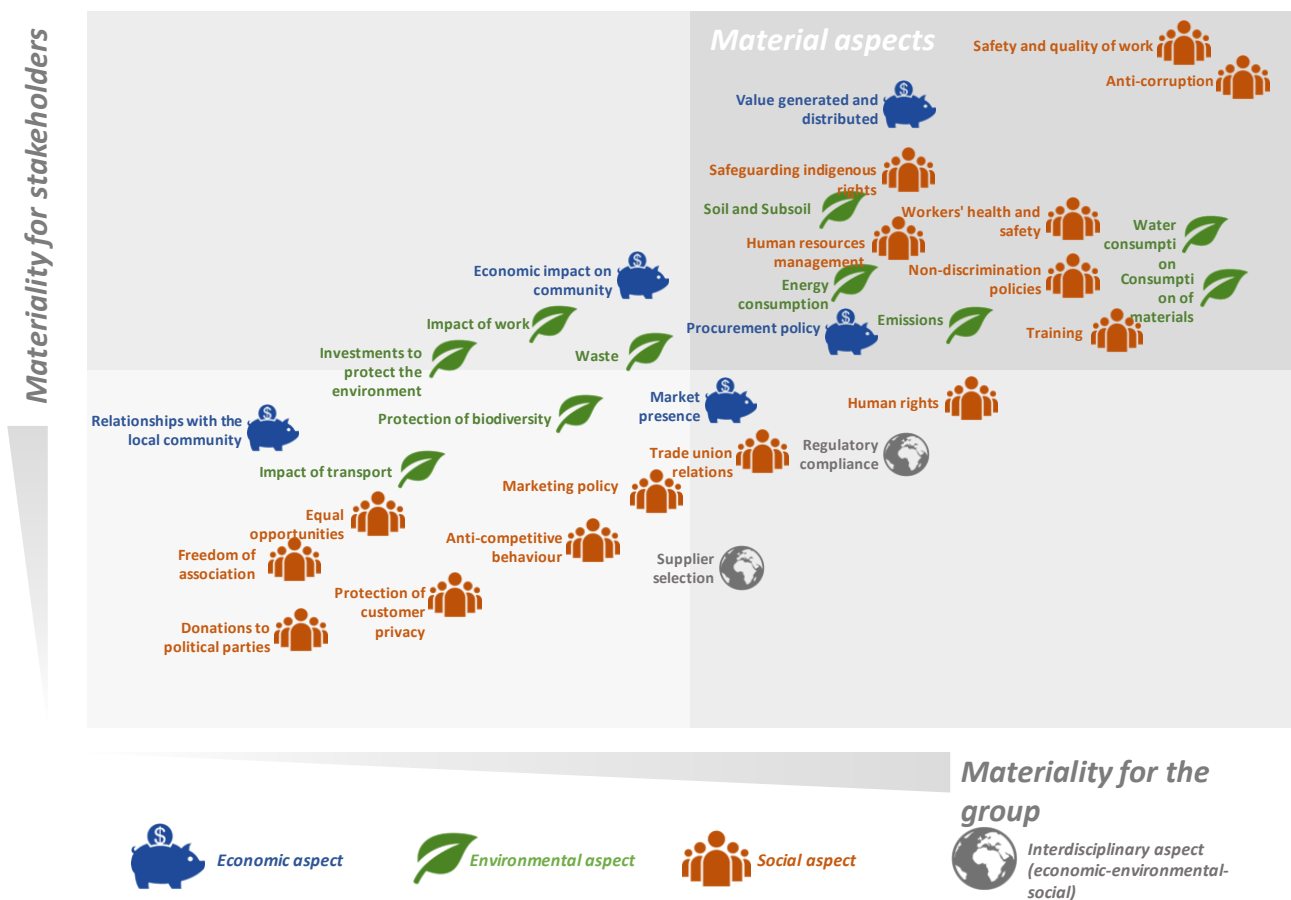 Materiality for stakeholders
Material aspects
Safety and quality of work
Anti-corruption
Value generated and
distributed
Safeguarding indigenous
rights
Soil and Subsoil
Workers' health and
safety
Water
consumpti
on
Human resources
management
Non-discrimination
policies
Consumpti
on of
materials
Energy
consumption
Economic impact on
community
Impact of work
Procurement policy
Emissions
Training
Investments to
protect the
environment
Waste
Relationships with the
local community
Protection of biodiversity
Market
presence
Human rights
Trade union
relations
Regulatory
compliance
Impact of transport
Marketing policy
Equal
opportunities
Anti-competitive
behaviour
Freedom of
association
Supplier
selection
Protection of
customer
privacy
Donations to
political parties
Materiality for the
group
Economic aspect
Environmental aspect
Social aspect
Interdisciplinary aspect
(economic-environmental-
social)
$
$
$
$
$
$